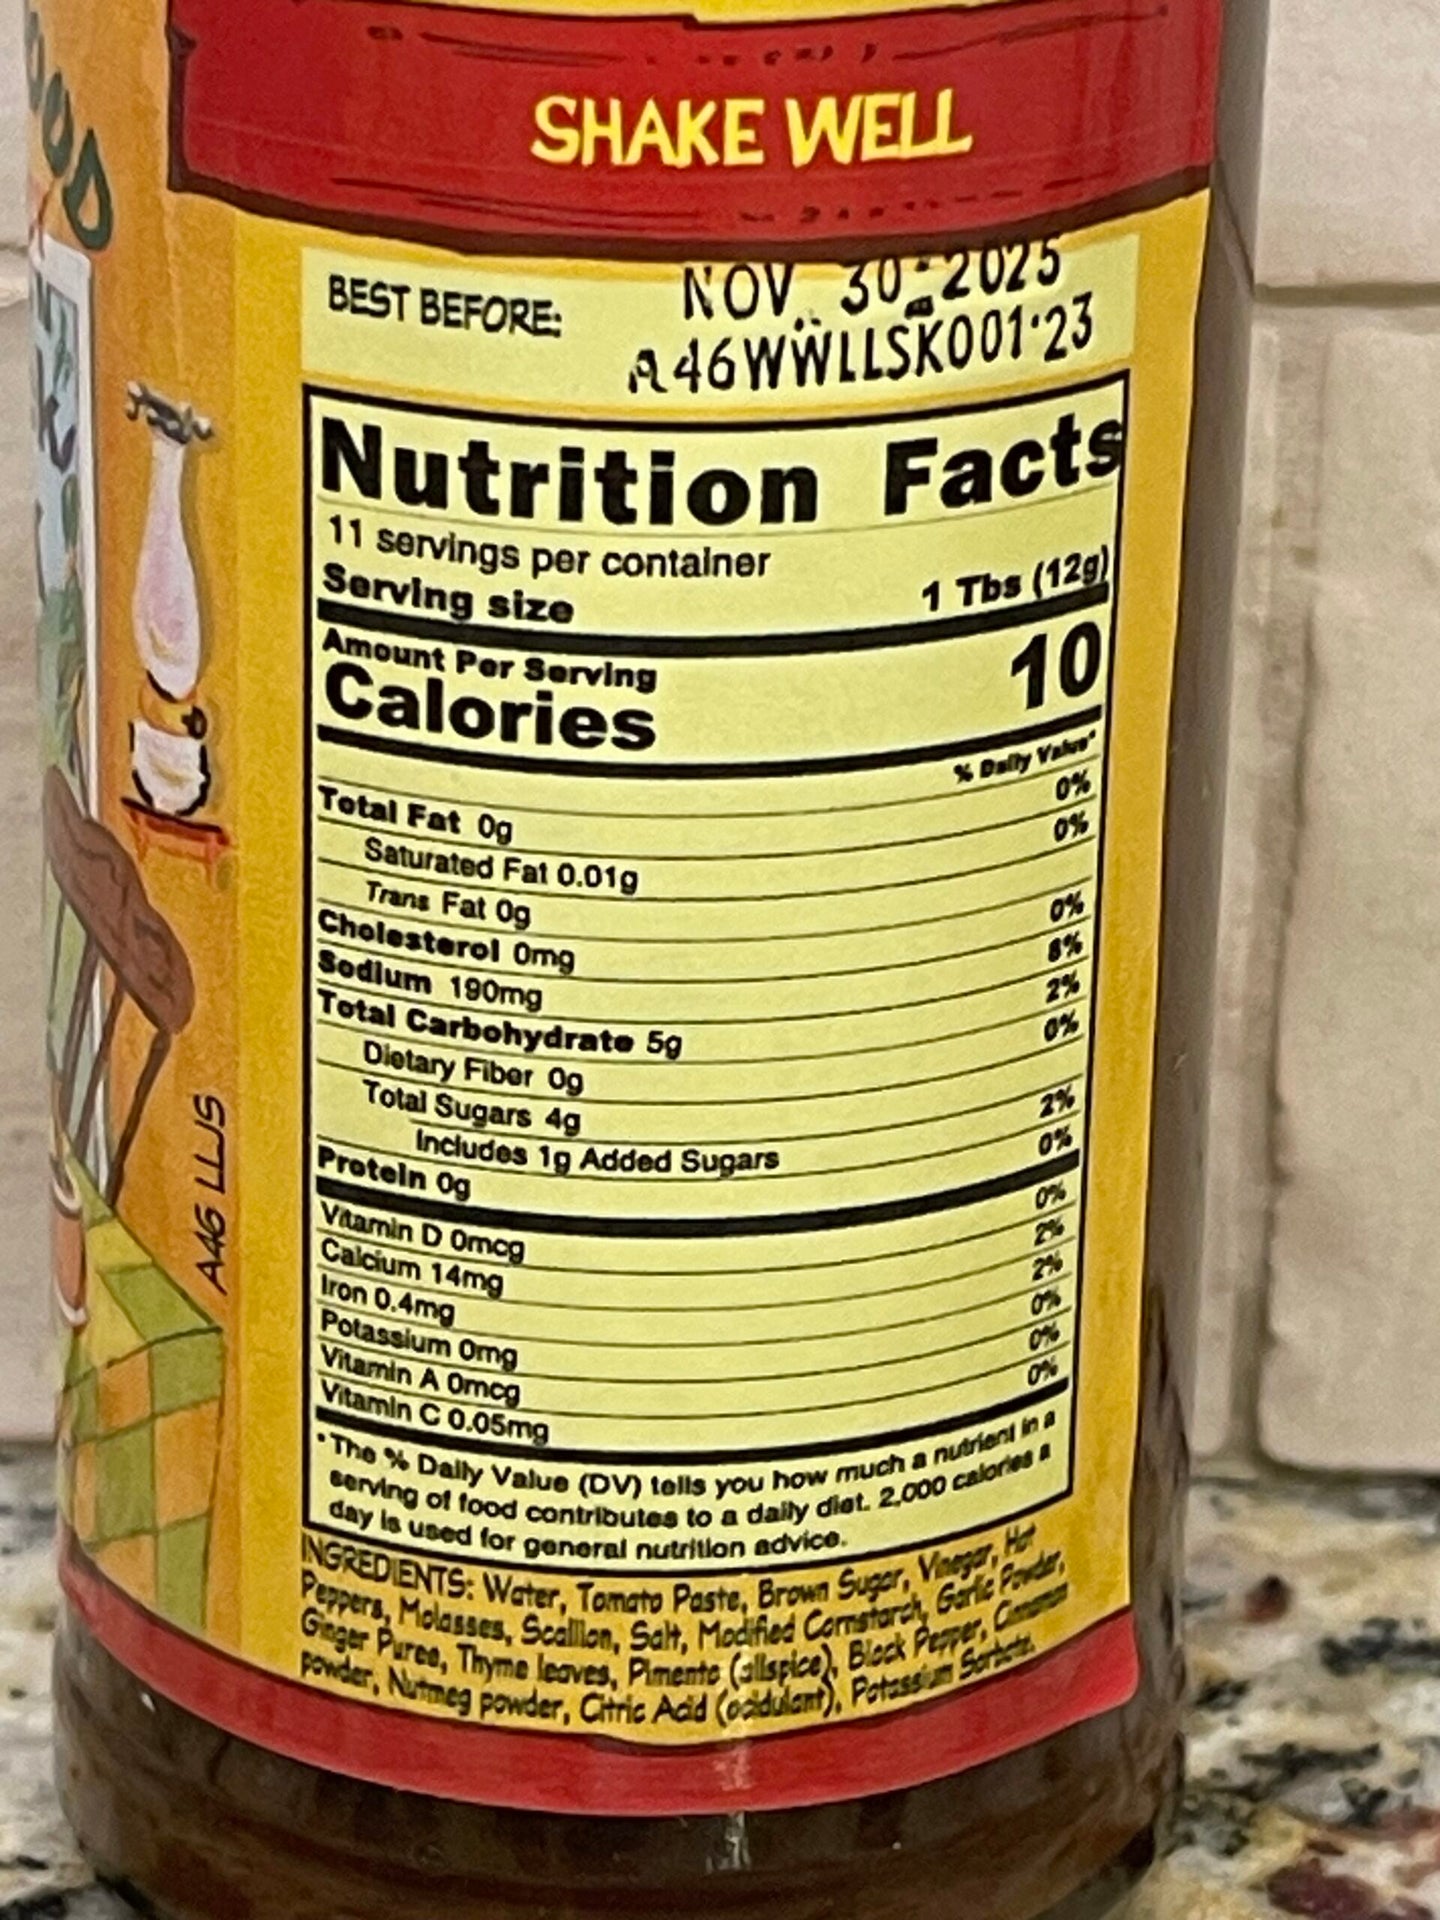 SHAKE WELL
BEST BEFORE:
NOV. 30 2025
A46WWLLSK001·23
Nutrition Facts
11 servings per container
Serving size 1 Tbs (12g)
Amount Per Serving
Calories 10
% Daily Value*
Total Fat 0g 0%
Saturated Fat 0.01g 0%
Trans Fat 0g
Cholesterol 0mg 0%
Sodium 190mg 8%
Total Carbohydrate 5g 2%
Dietary Fiber 0g 0%
Total Sugars 4g
Includes 1g Added Sugars 2%
Protein 0g 0%
Vitamin D 0mcg 0%
Calcium 14mg 2%
Iron 0.4mg 2%
Potassium 0mg 0%
Vitamin A 0mcg 0%
Vitamin C 0.05mg 0%
*The % Daily Value (DV) tells you how much a nutrient in a
serving of food contributes to a daily diet. 2,000 calories a
day is used for general nutrition advice.
INGREDIENTS: Water, Tomato Paste, Brown Sugar, Vinegar, Hot
Peppers, Molasses, Scallion, Salt, Modified Cornstarch, Garlic Powder,
Ginger Puree, Thyme leaves, Pimento (allspice), Black Pepper, Cinnamon
powder, Nutmeg powder, Citric Acid (acidulant), Potassium Sorbate.
A46 LLJS